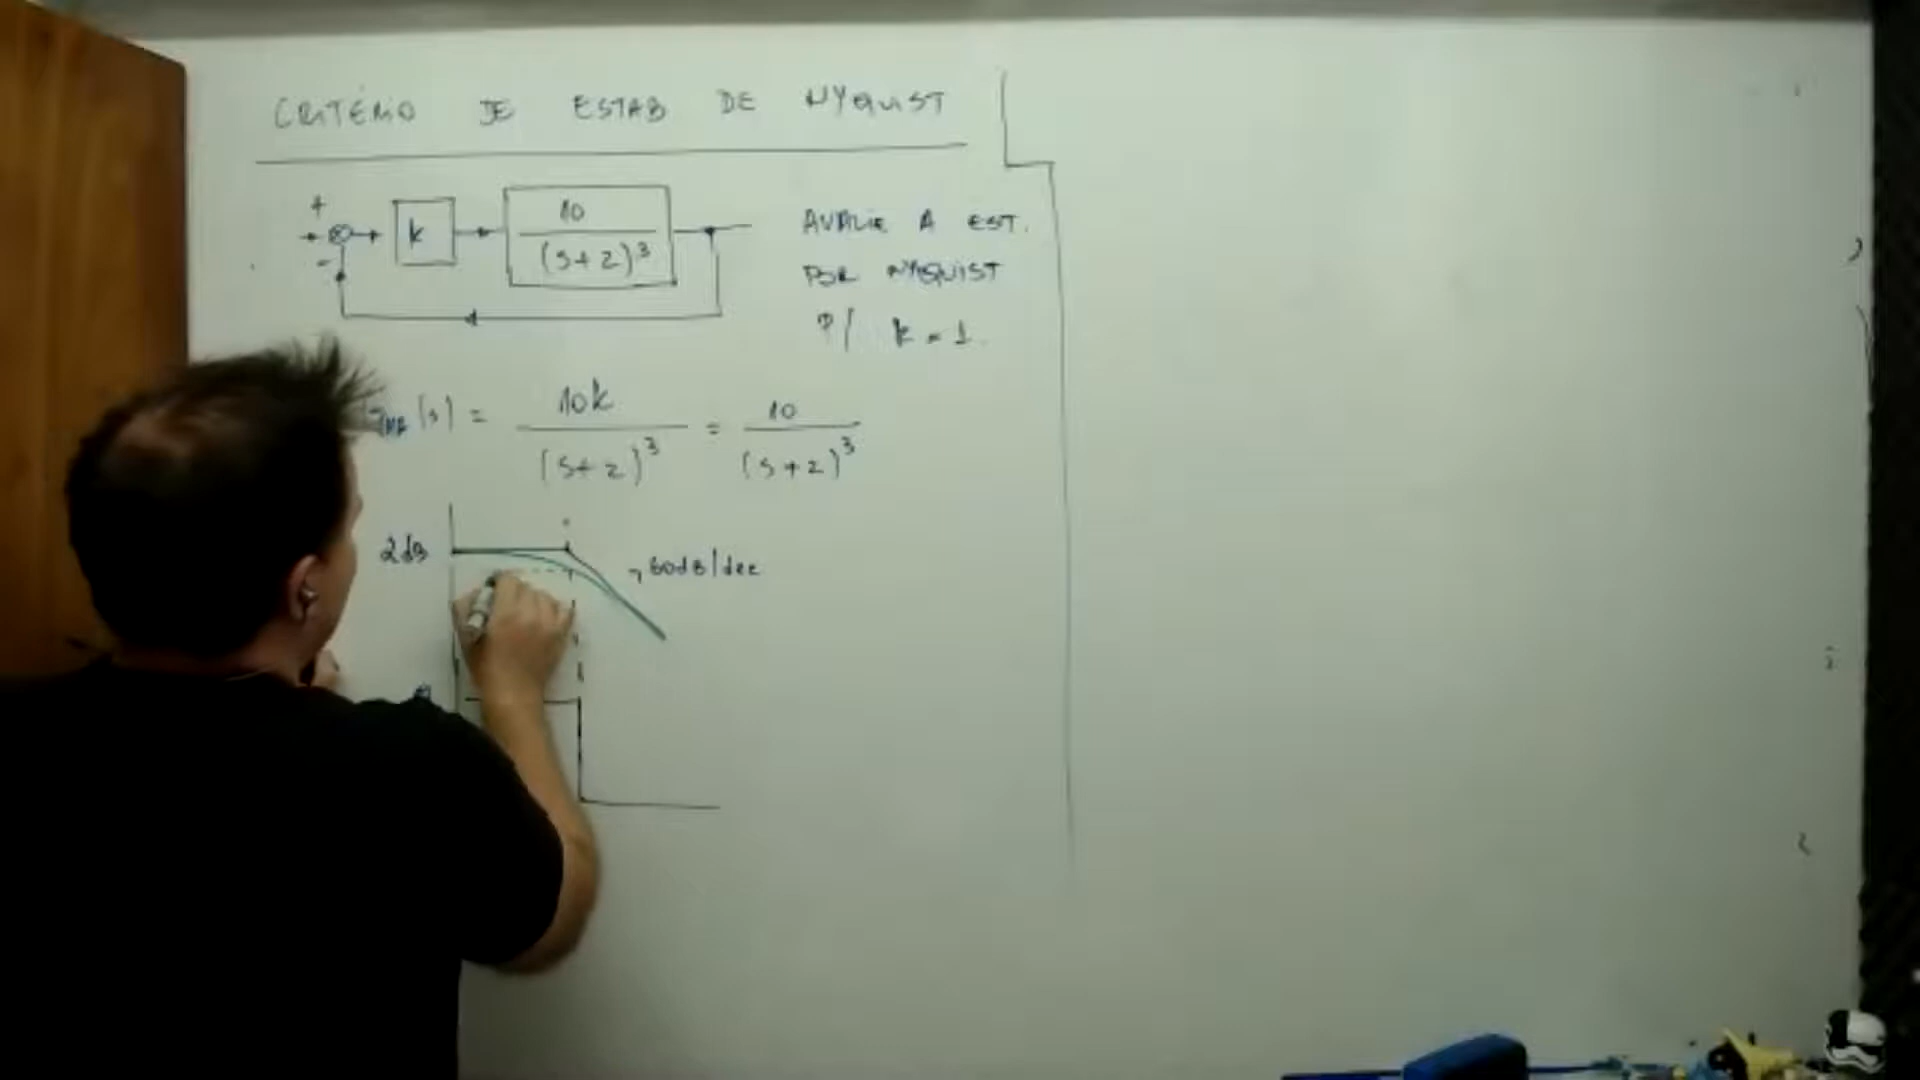 CRITÉRIO DE ESTAB DE NYQUIST
+
-
k
10
(s+2)³
AVALIE A EST.
POR NYQUIST
P/ k = 1.
(s) = 10k / (s+2)³ = 10 / (s+2)³
2dB
-60dB/dec